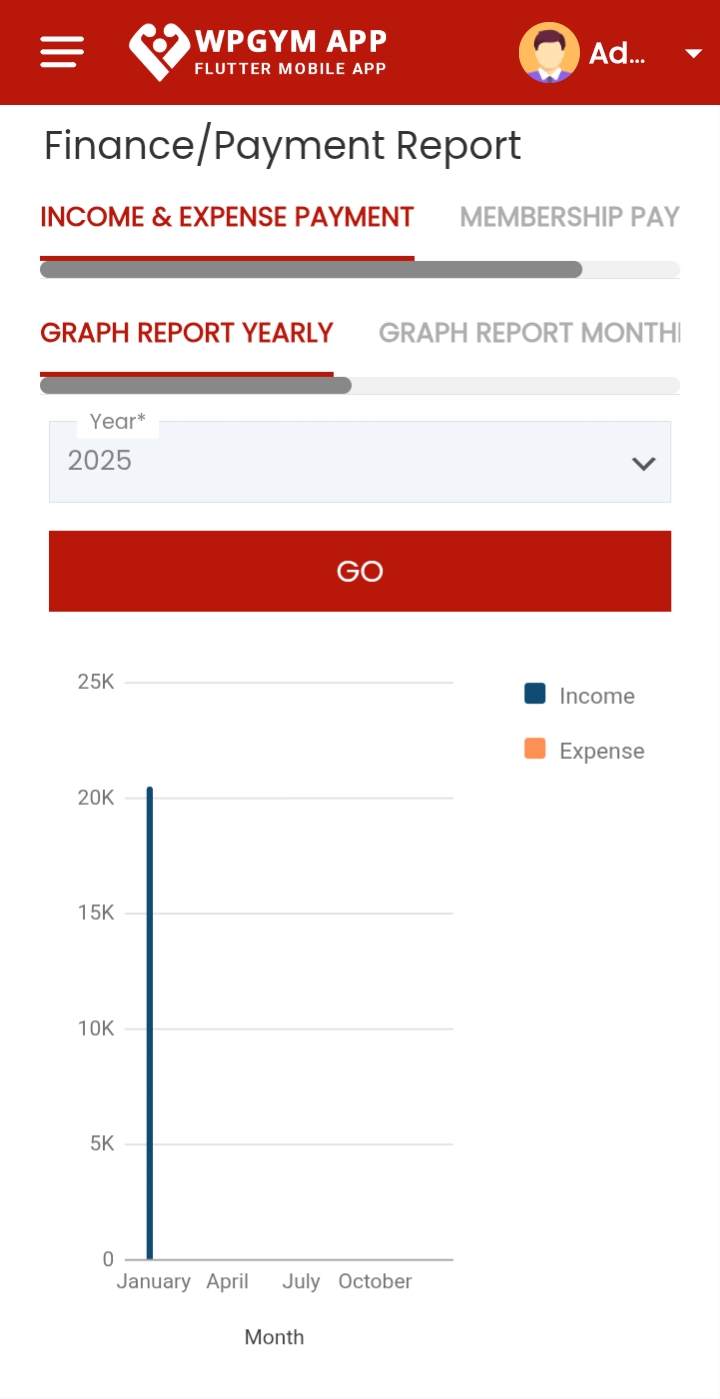 WPGYM APP
FLUTTER MOBILE APP
Ad...
Finance/Payment Report
INCOME & EXPENSE PAYMENT MEMBERSHIP PAY
GRAPH REPORT YEARLY GRAPH REPORT MONTH
Year*
2025
GO
25K
Income
Expense
20K
15K
10K
5K
0
January April July October
Month